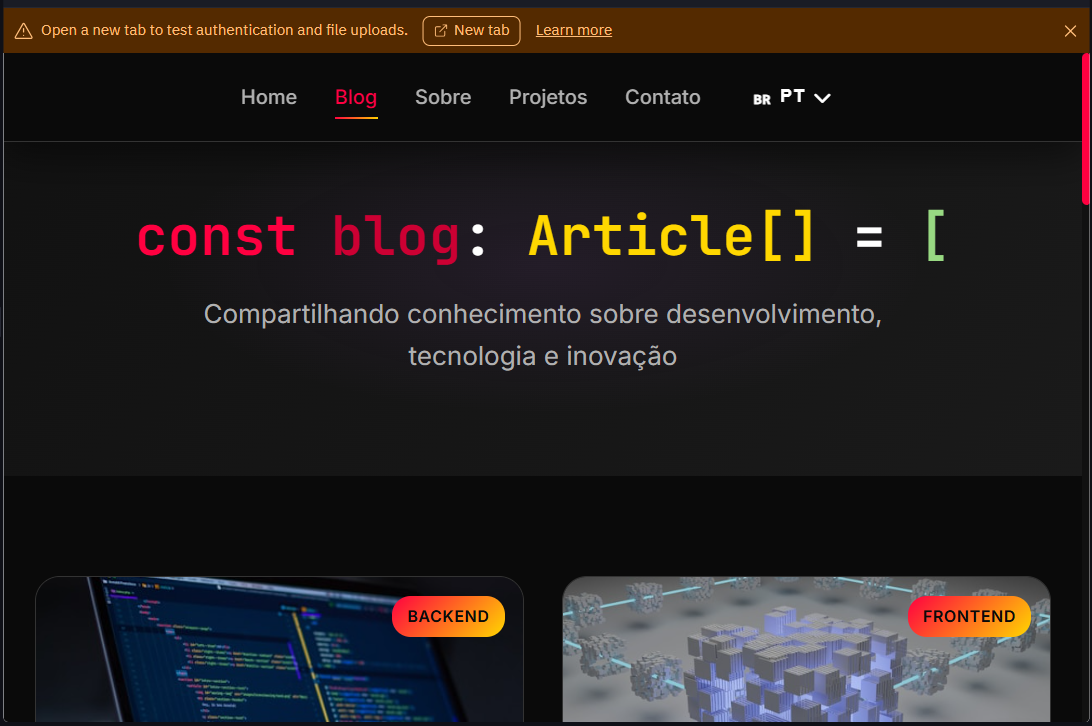 Open a new tab to test authentication and file uploads. New tab Learn more
Home Blog Sobre Projetos Contato BR PT
const blog: Article[] = [
Compartilhando conhecimento sobre desenvolvimento,
tecnologia e inovação
BACKEND FRONTEND